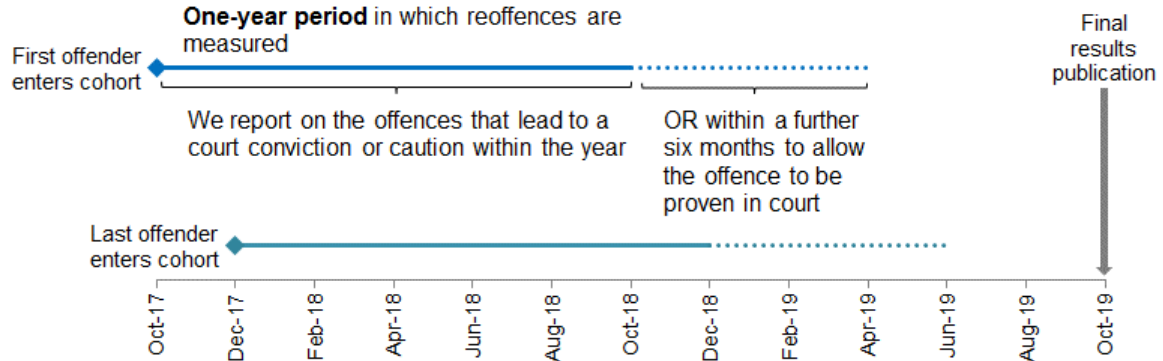 One-year period in which reoffences are
measured
First offender
enters cohort
Final
results
publication
We report on the offences that lead to a
court conviction or caution within the year
OR within a further
six months to allow
the offence to be
proven in court
Last offender
enters cohort
Oct-17
Dec-17
Feb-18
Apr-18
Jun-18
Aug-18
Oct-18
Dec-18
Feb-19
Apr-19
Jun-19
Aug-19
Oct-19